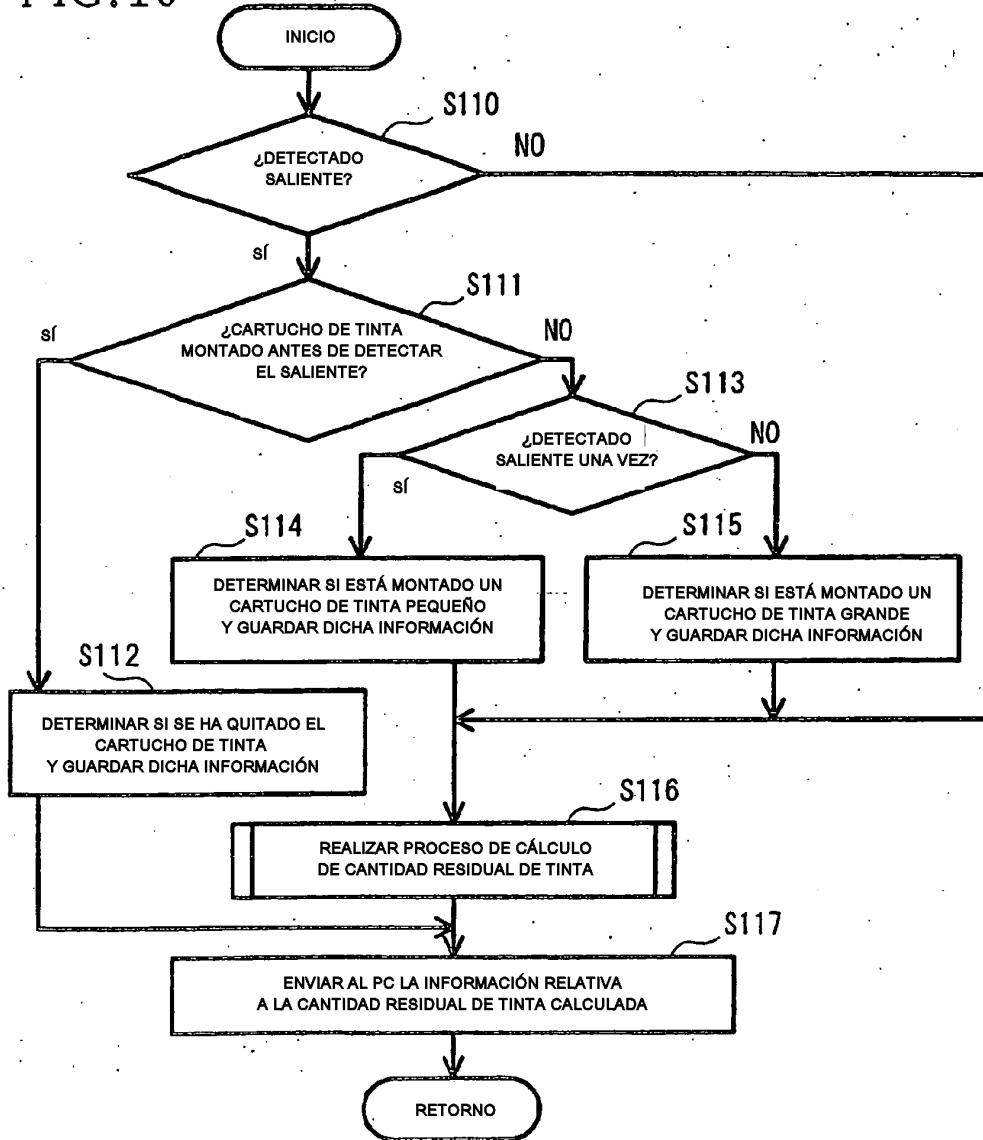 FIG.10
INICIO
S110
¿DETECTADO
SALIENTE?
NO
sí
S111
¿CARTUCHO DE TINTA
MONTADO ANTES DE DETECTAR
EL SALIENTE?
sí
NO
S113
¿DETECTADO
SALIENTE UNA VEZ?
NO
sí
S114
DETERMINAR SI ESTÁ MONTADO UN
CARTUCHO DE TINTA PEQUEÑO
Y GUARDAR DICHA INFORMACIÓN
S115
DETERMINAR SI ESTÁ MONTADO UN
CARTUCHO DE TINTA GRANDE
Y GUARDAR DICHA INFORMACIÓN
S112
DETERMINAR SI SE HA QUITADO EL
CARTUCHO DE TINTA
Y GUARDAR DICHA INFORMACIÓN
S116
REALIZAR PROCESO DE CÁLCULO
DE CANTIDAD RESIDUAL DE TINTA
S117
ENVIAR AL PC LA INFORMACIÓN RELATIVA
A LA CANTIDAD RESIDUAL DE TINTA CALCULADA
RETORNO